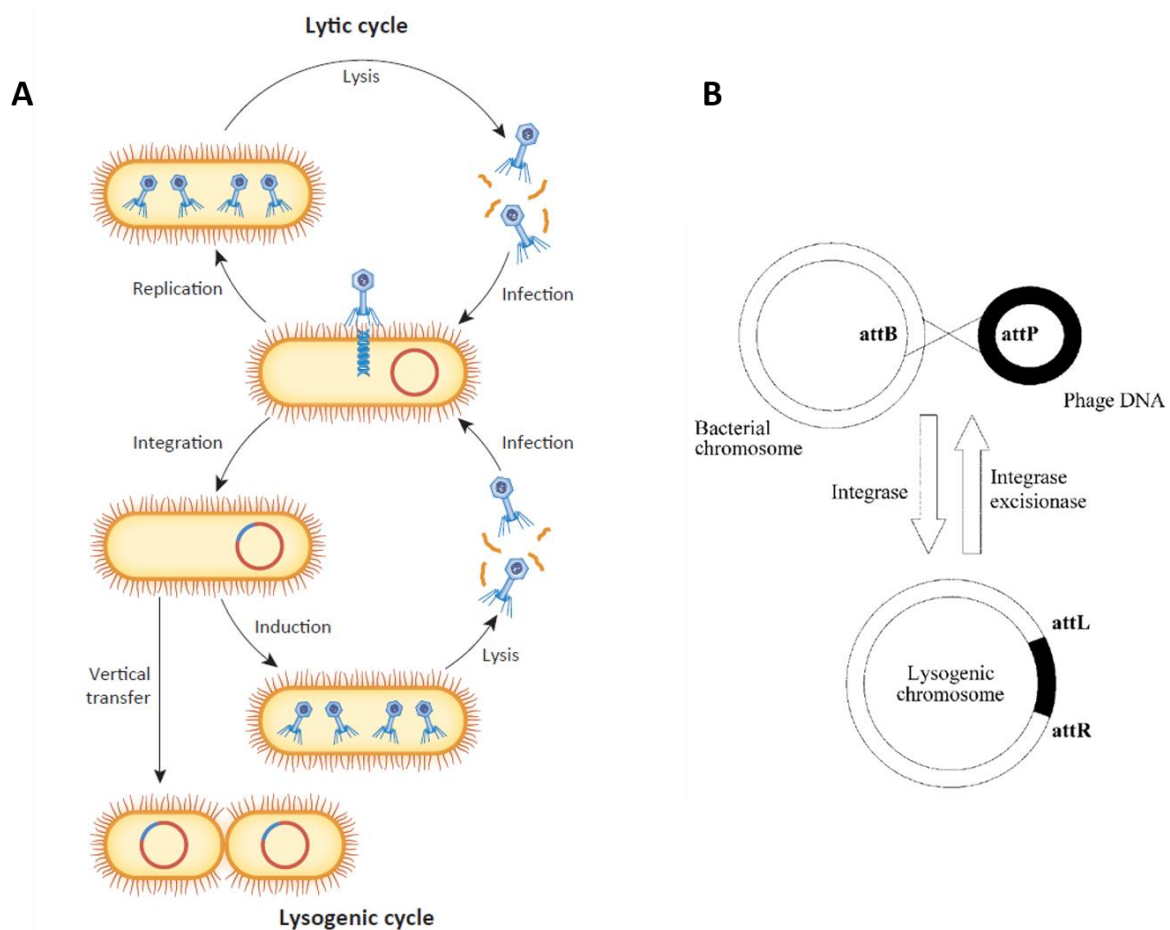 Lytic cycle
A
Lysis
Replication
Infection
Integration
Infection
Induction
Lysis
Vertical
transfer
Lysogenic cycle
B
attB
attP
Bacterial
chromosome
Phage DNA
Integrase
Integrase
excisionase
attL
Lysogenic
chromosome
attR